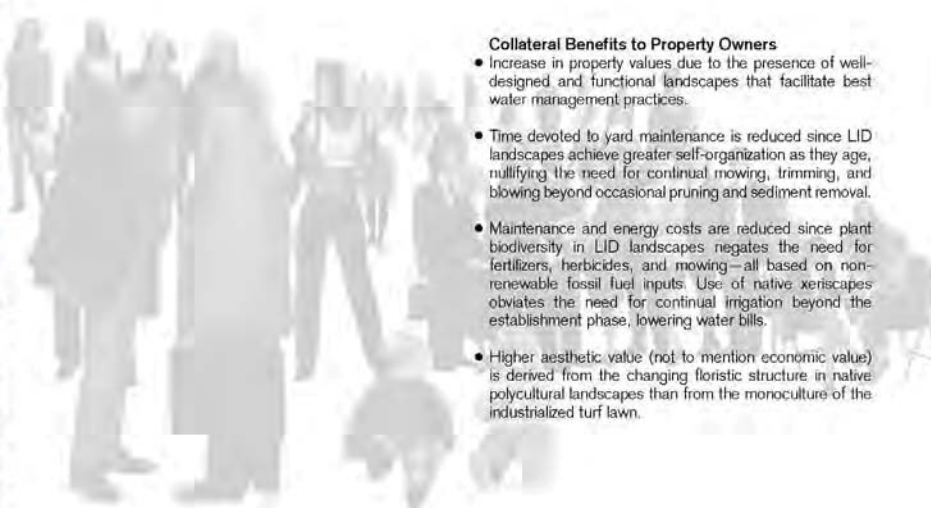 Collateral Benefits to Property Owners
• Increase in property values due to the presence of well-
designed and functional landscapes that facilitate best
water management practices.
• Time devoted to yard maintenance is reduced since LID
landscapes achieve greater self-organization as they age,
nullifying the need for continual mowing, trimming, and
blowing beyond occasional pruning and sediment removal.
• Maintenance and energy costs are reduced since plant
biodiversity in LID landscapes negates the need for
fertilizers, herbicides, and mowing—all based on non-
renewable fossil fuel inputs. Use of native xeriscapes
obviates the need for continual irrigation beyond the
establishment phase, lowering water bills.
• Higher aesthetic value (not to mention economic value)
is derived from the changing floristic structure in native
polycultural landscapes than from the monoculture of the
industrialized turf lawn.